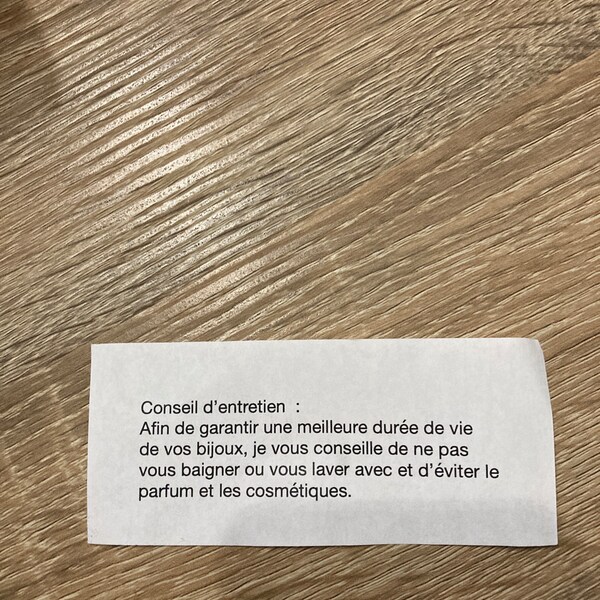 Conseil d'entretien  :
Afin de garantir une meilleure durée de vie
de vos bijoux, je vous conseille de ne pas
vous baigner ou vous laver avec et d'éviter le
parfum et les cosmétiques.